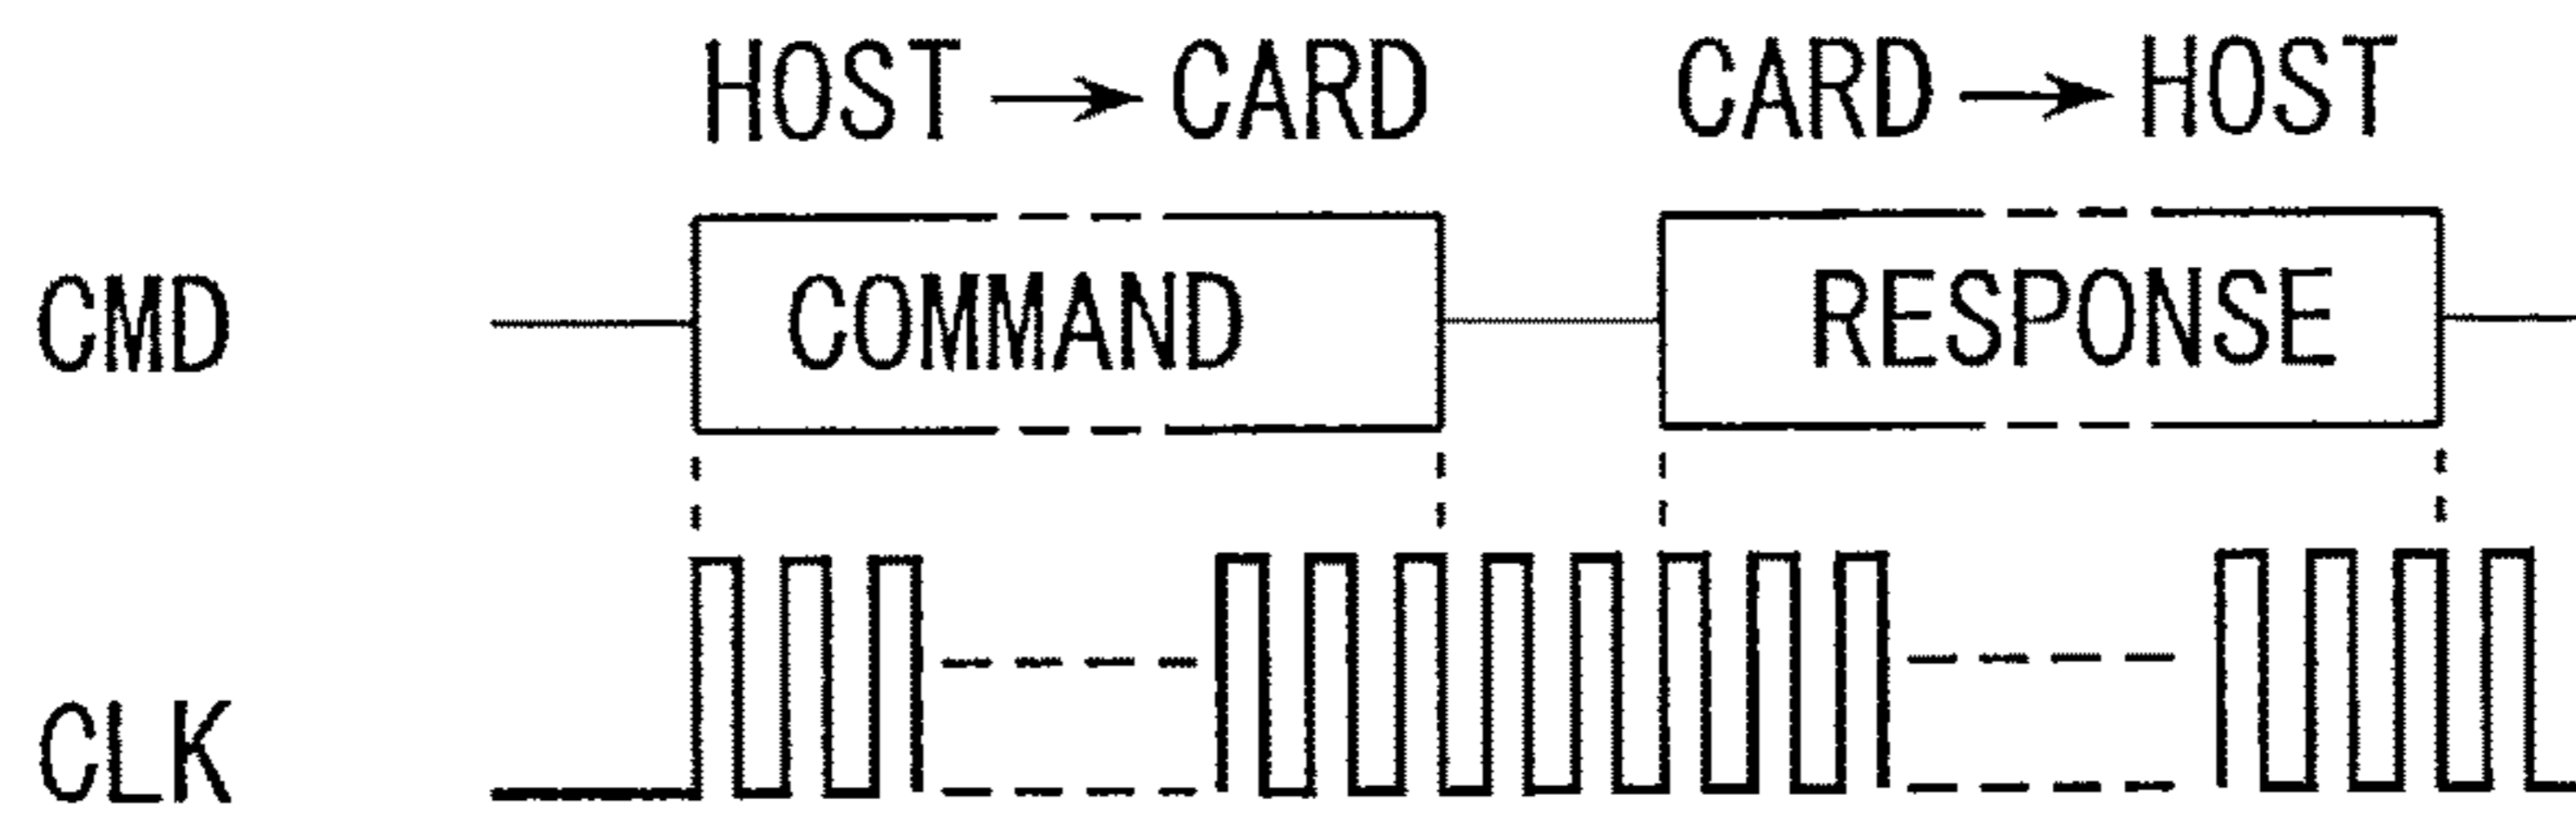 HOST → CARD CARD → HOST
CMD COMMAND RESPONSE
CLK